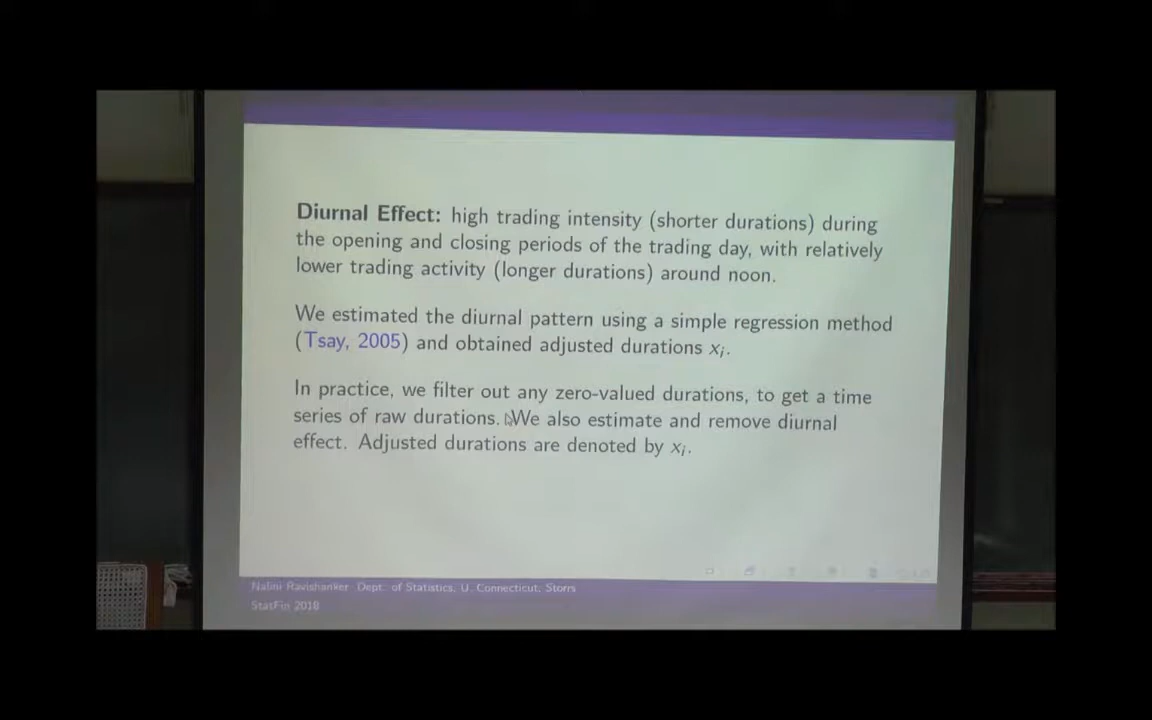 Diurnal Effect: high trading intensity (shorter durations) during
the opening and closing periods of the trading day, with relatively
lower trading activity (longer durations) around noon.
We estimated the diurnal pattern using a simple regression method
(Tsay, 2005) and obtained adjusted durations xi.
In practice, we filter out any zero-valued durations, to get a time
series of raw durations. We also estimate and remove diurnal
effect. Adjusted durations are denoted by xi.
Nalini Ravishanker Dept. of Statistics, U. Connecticut, Storrs
StatFin 2018